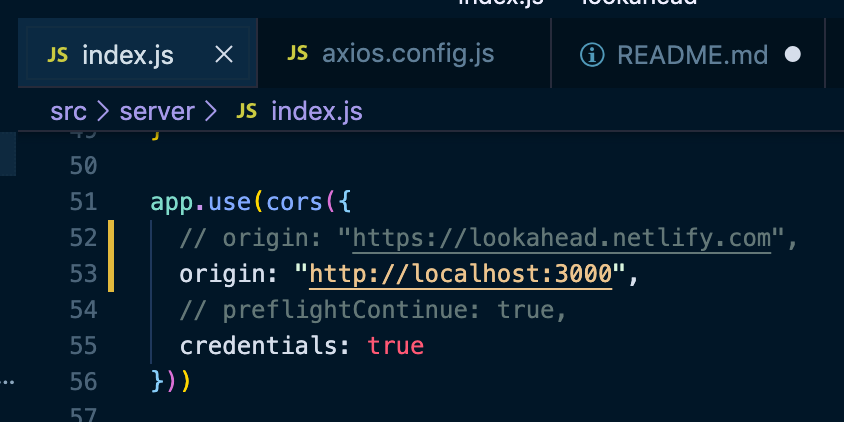 index.js — lookahead
JS index.js ×
JS axios.config.js
README.md
src > server > JS index.js
49 }
50
51 app.use(cors({
52 // origin: "https://lookahead.netlify.com",
53 origin: "http://localhost:3000",
54 // preflightContinue: true,
55 credentials: true
56 }))
57